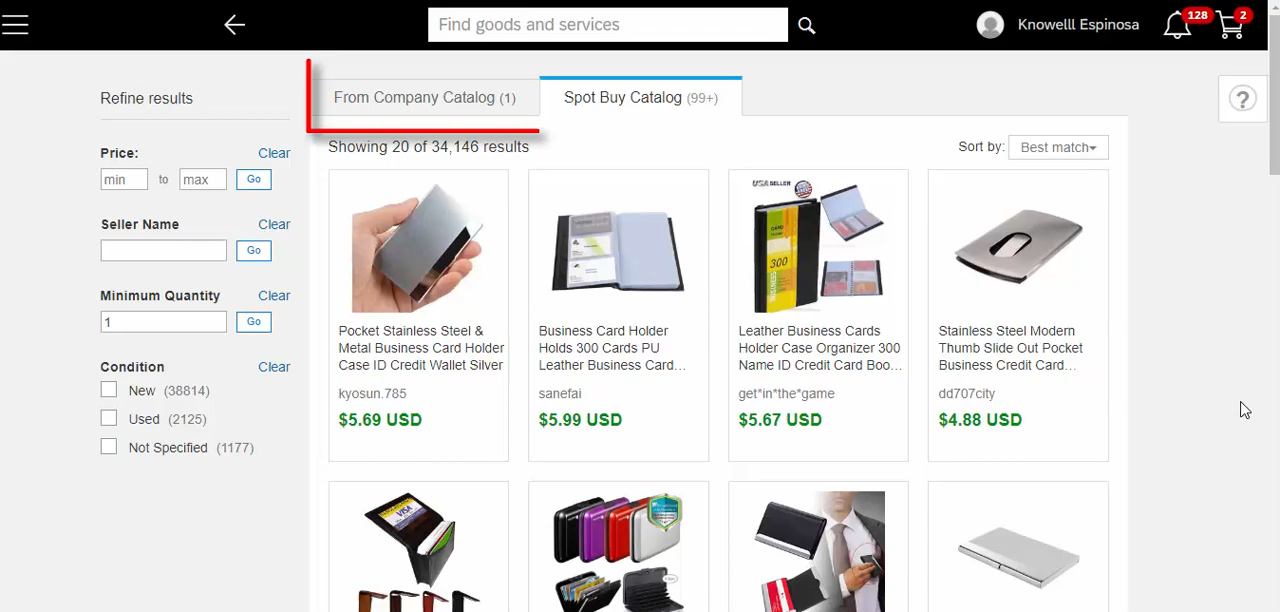 Find goods and services
Knowelll Espinosa
128
2
Refine results
From Company Catalog (1)
Spot Buy Catalog (99+)
?
Showing 20 of 34,146 results
Sort by:
Best match
Price:
Clear
min
to
max
Go
Seller Name
Clear
Go
Minimum Quantity
Clear
1
Go
Condition
Clear
New (38814)
Used (2125)
Not Specified (1177)
Pocket Stainless Steel &
Metal Business Card Holder
Case ID Credit Wallet Silver
kyosun.785
$5.69 USD
Business Card Holder
Holds 300 Cards PU
Leather Business Card…
sanefai
$5.99 USD
USA SELLER
300
Leather Business Cards
Holder Case Organizer 300
Name ID Credit Card Boo…
get*in*the*game
$5.67 USD
Stainless Steel Modern
Thumb Slide Out Pocket
Business Credit Card…
dd707city
$4.88 USD
VISA